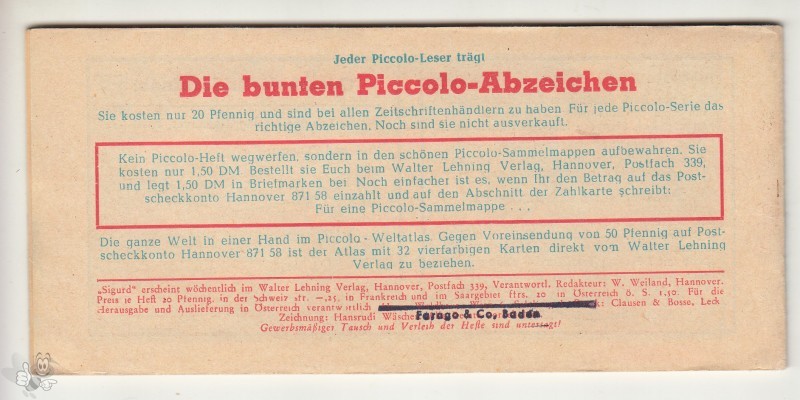 Jeder Piccolo-Leser trägt
Die bunten Piccolo-Abzeichen
Sie kosten nur 20 Pfennig und sind bei allen Zeitschriftenhändlern zu haben Für jede Piccolo-Serie das
richtige Abzeichen. Noch sind sie nicht ausverkauft.
Kein Piccolo-Heft wegwerfen, sondern in den schönen Piccolo-Sammelmappen aufbewahren. Sie
kosten nur 1,50 DM. Bestellt sie Euch beim Walter Lehning Verlag, Hannover, Postfach 339,
und legt 1,50 DM in Briefmarken bei Noch einfacher ist es, wenn Ihr den Betrag auf das Post-
scheckkonto Hannover 871 58 einzahlt und auf den Abschnitt der Zahlkarte schreibt:
Für eine Piccolo-Sammelmappe . . .
Die ganze Welt in einer Hand im Piccolo-Weltatlas. Gegen Voreinsendung von 50 Pfennig auf Post-
scheckkonto Hannover 871 58 ist der Atlas mit 32 vierfarbigen Karten direkt vom Walter Lehning
Verlag zu beziehen.
„Sigurd" erscheint wöchentlich im Walter Lehning Verlag, Hannover, Postfach 339, Verantwortl. Redakteur: W. Weiland, Hannover.
Preis je Heft 20 Pfennig, in der Schweiz sfr. —,25, in Frankreich und im Saargebiet ffrs. 20 in Österreich ö. S. 1.50. Für die
Herausgabe und Auslieferung in Österreich verantwortlich Clausen & Bosse, Leck
Zeichnung: Hansrudi Wäscher Farago & Co, Baden
Gewerbsmäßiger Tausch und Verleih der Hefte sind untersagt!